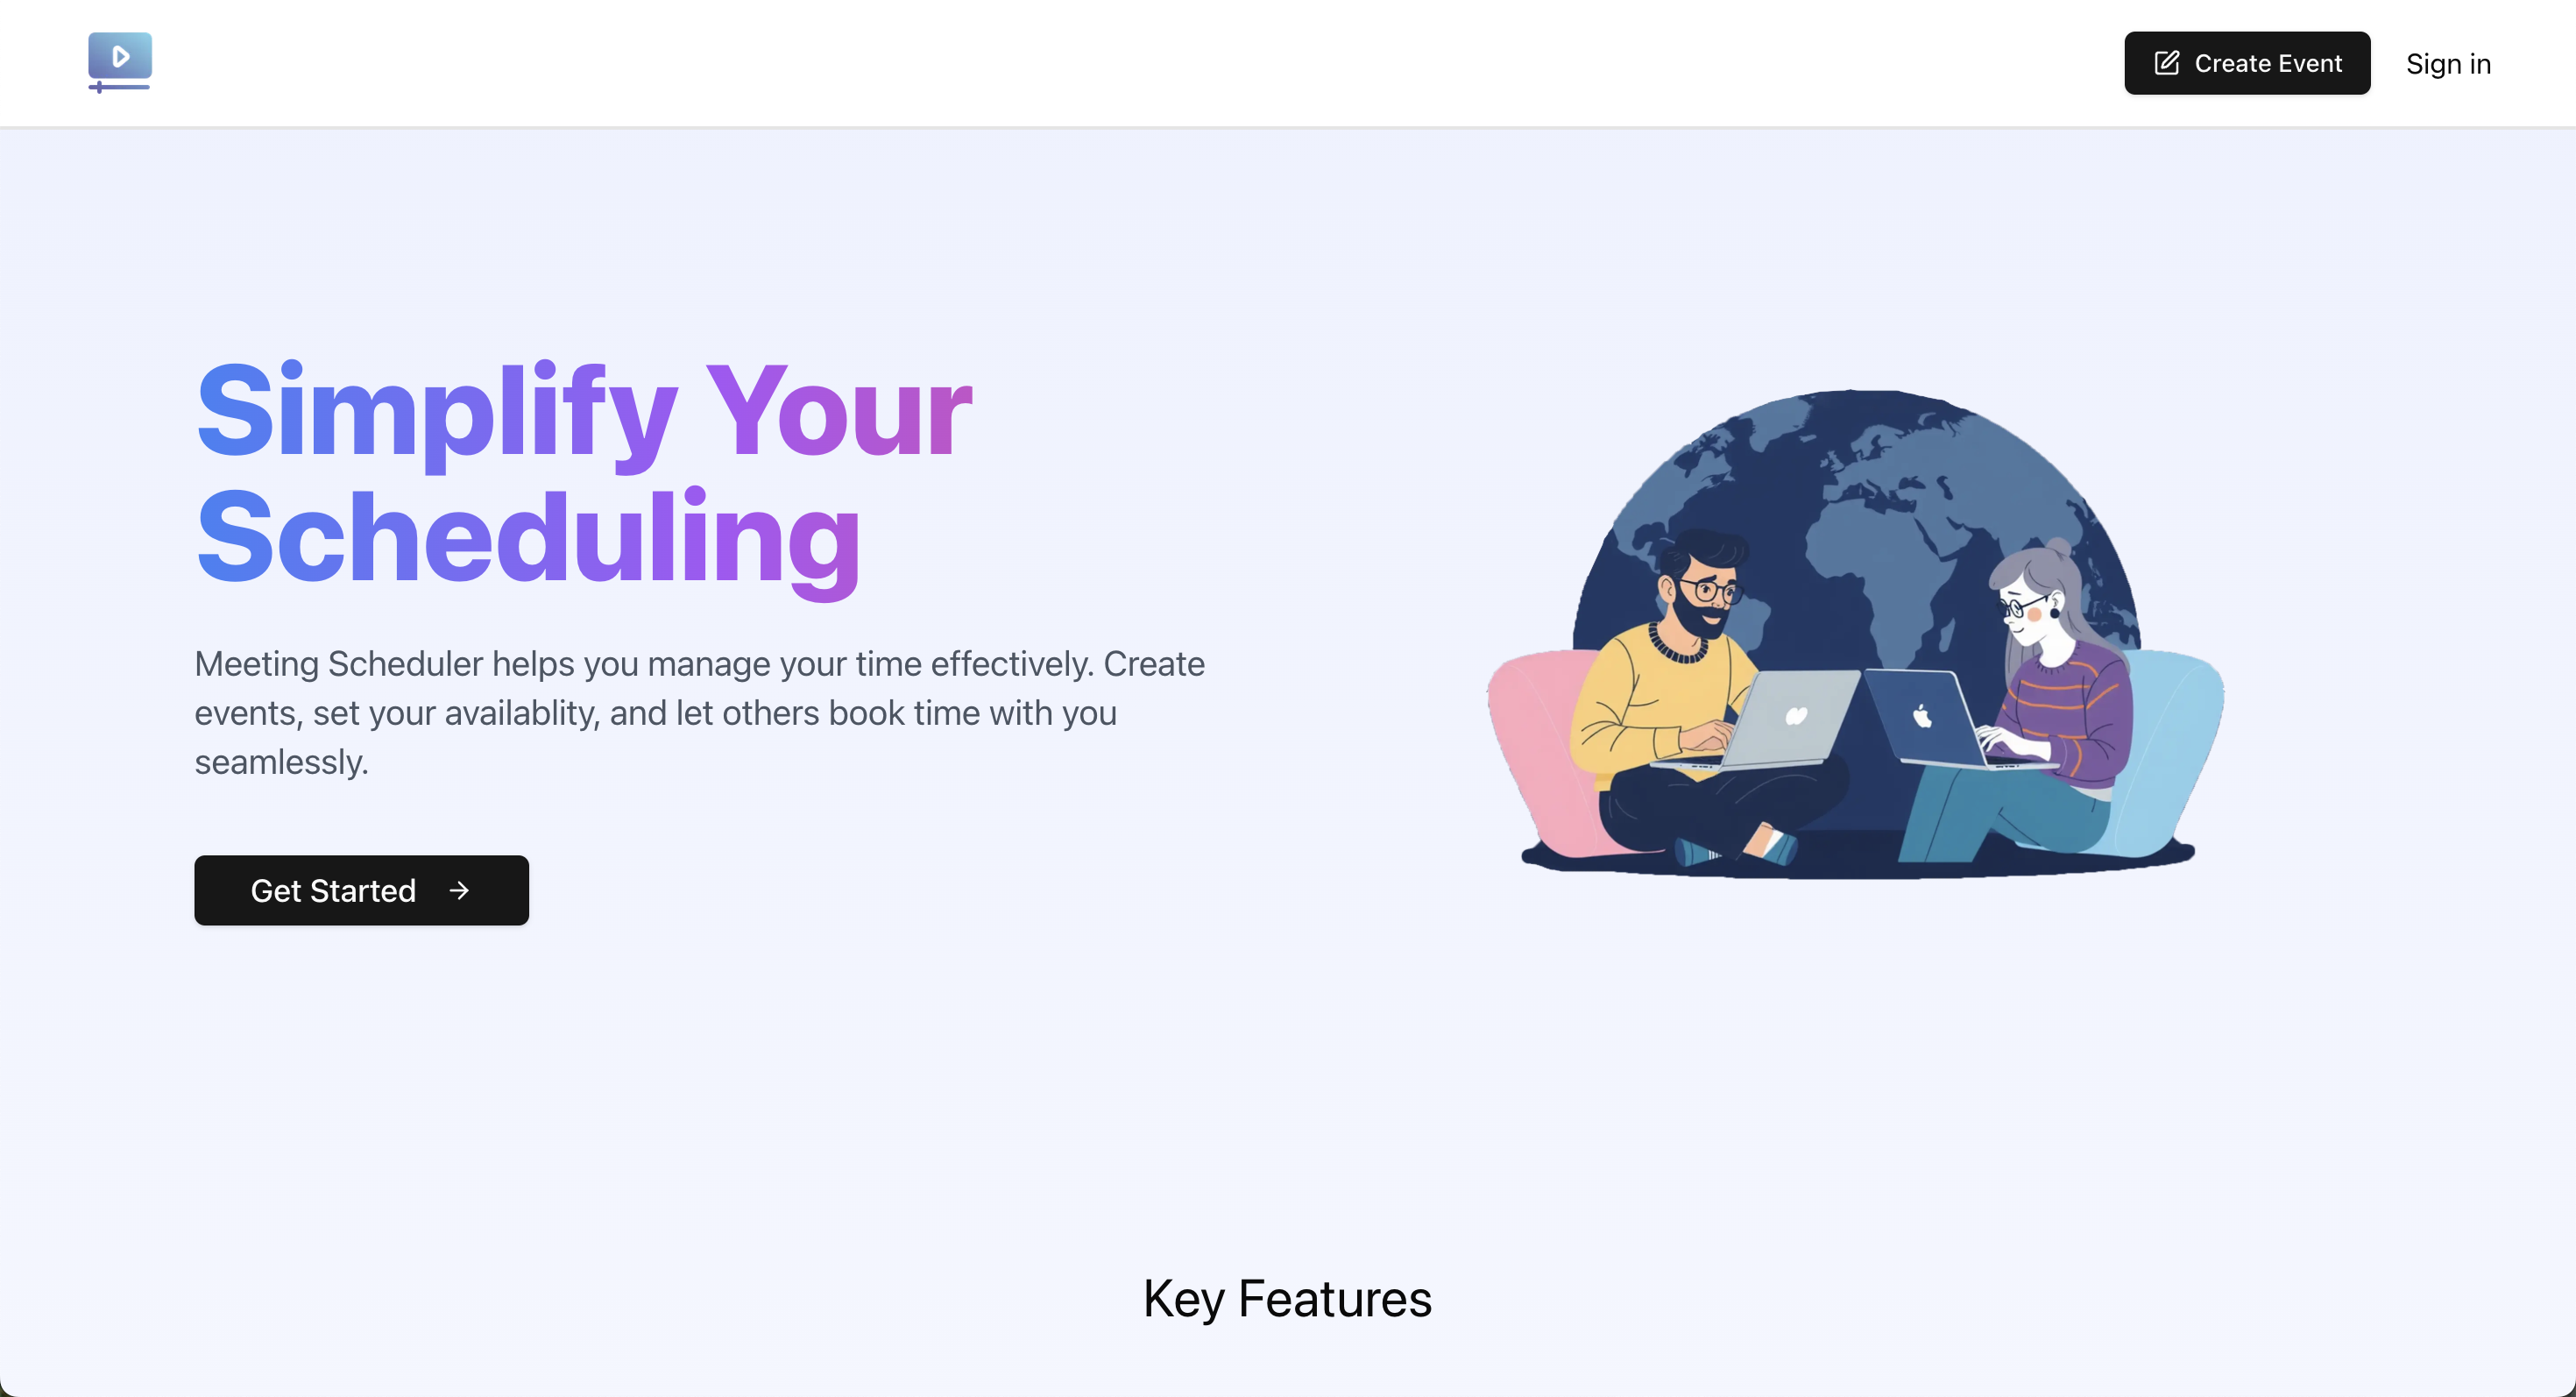 Create Event
Sign in
Simplify Your
Scheduling
Meeting Scheduler helps you manage your time effectively. Create
events, set your availablity, and let others book time with you
seamlessly.
Get Started
Key Features